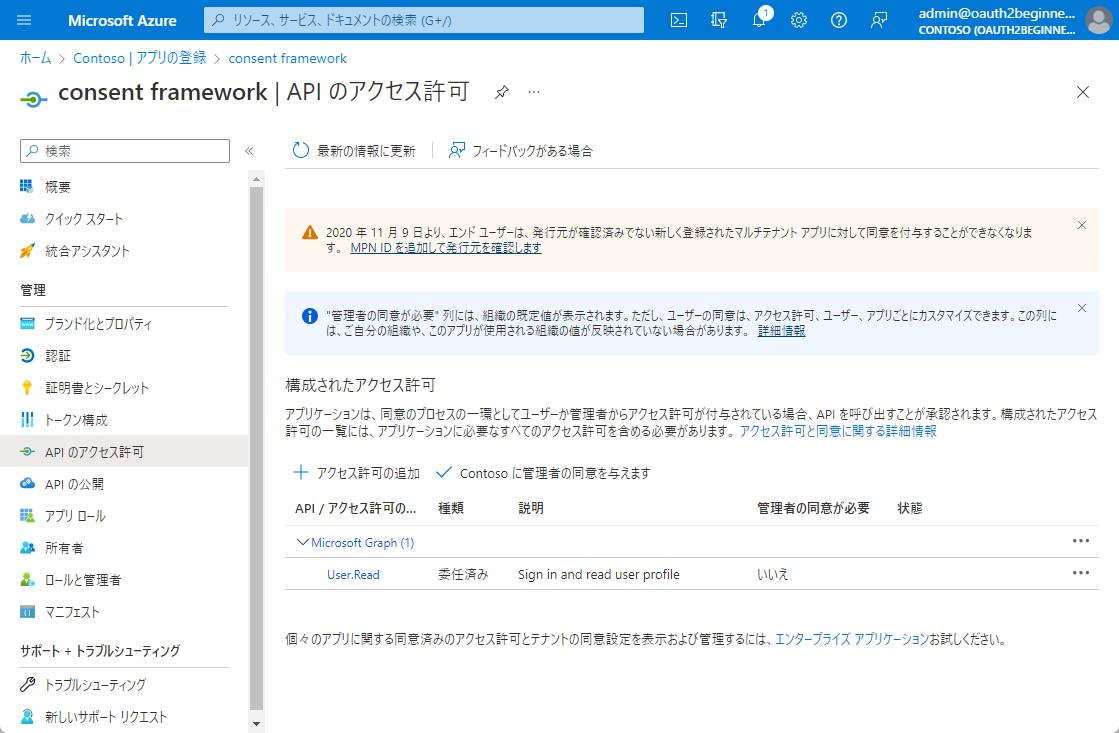 Microsoft Azure
リソース、サービス、ドキュメントの検索 (G+/)
1
admin@oauth2beginne...
CONTOSO (OAUTH2BEGINNE...
ホーム > Contoso | アプリの登録 > consent framework
consent framework | API のアクセス許可
検索
概要
クイック スタート
統合アシスタント
管理
ブランド化とプロパティ
認証
証明書とシークレット
トークン構成
API のアクセス許可
API の公開
アプリ ロール
所有者
ロールと管理者
マニフェスト
サポート + トラブルシューティング
トラブルシューティング
新しいサポート リクエスト
最新の情報に更新
フィードバックがある場合
2020 年 11 月 9 日より、エンド ユーザーは、発行元が確認済みでない新しく登録されたマルチテナント アプリに対して同意を付与することができなくなりま
す。 MPN ID を追加して発行元を確認します
"管理者の同意が必要" 列には、組織の既定値が表示されます。ただし、ユーザーの同意は、アクセス許可、ユーザー、アプリごとにカスタマイズできます。この列に
は、ご自分の組織や、このアプリが使用される組織の値が反映されていない場合があります。 詳細情報
構成されたアクセス許可
アプリケーションは、同意のプロセスの一環としてユーザーか管理者からアクセス許可が付与されている場合、API を呼び出すことが承認されます。構成されたアクセス
許可の一覧には、アプリケーションに必要なすべてのアクセス許可を含める必要があります。 アクセス許可と同意に関する詳細情報
アクセス許可の追加
Contoso に管理者の同意を与えます
API / アクセス許可の... 種類 説明 管理者の同意が必要 状態
Microsoft Graph (1)
User.Read 委任済み Sign in and read user profile いいえ
個々のアプリに関する同意済みのアクセス許可とテナントの同意設定を表示および管理するには、エンタープライズ アプリケーションお試しください。